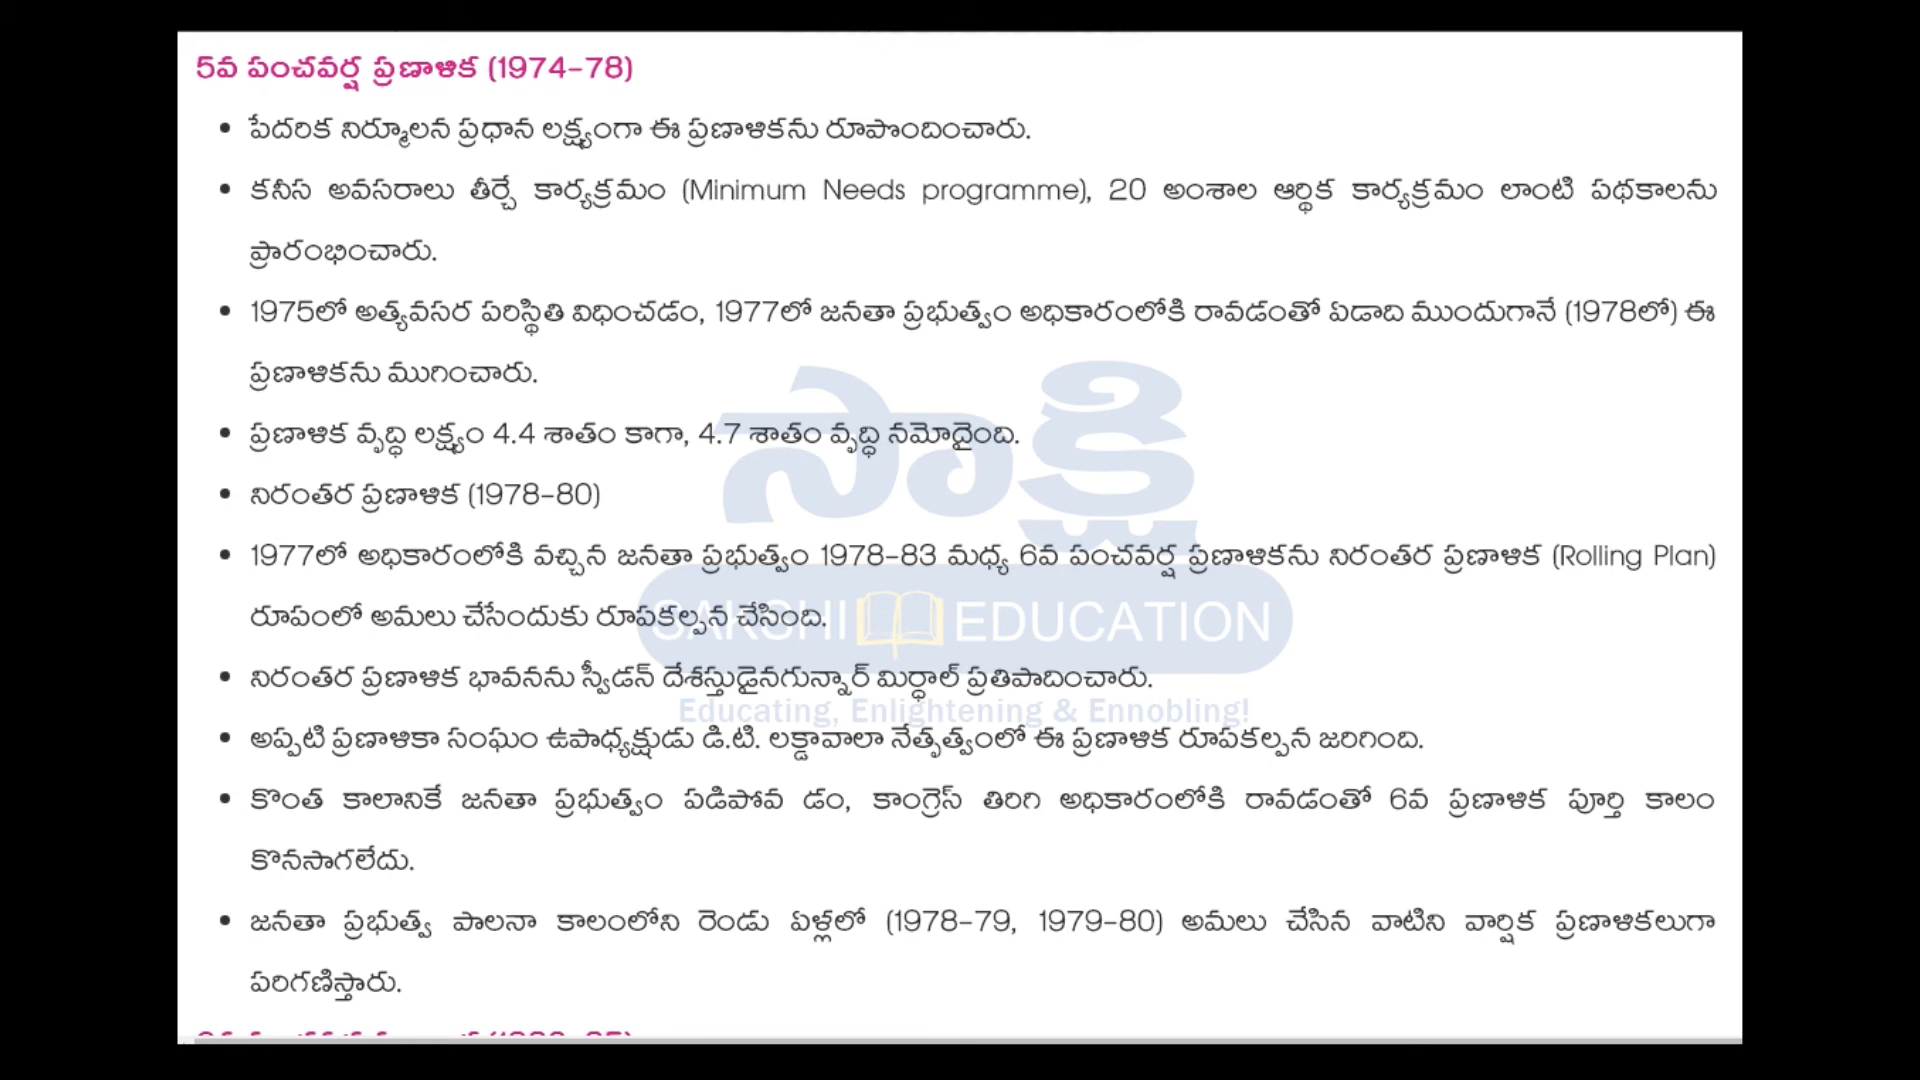 5వ పంచవర్ష ప్రణాళిక (1974-78)
• పేదరిక నిర్మూలన ప్రధాన లక్ష్యంగా ఈ ప్రణాళికను రూపొందించారు.
• కనీస అవసరాలు తీర్చే కార్యక్రమం (Minimum Needs programme), 20 అంశాల ఆర్థిక కార్యక్రమం లాంటి పథకాలను
ప్రారంభించారు.
• 1975లో అత్యవసర పరిస్థితి విధించడం, 1977లో జనతా ప్రభుత్వం అధికారంలోకి రావడంతో ఏడాది ముందుగానే (1978లో) ఈ
ప్రణాళికను ముగించారు.
• ప్రణాళిక వృద్ధి లక్ష్యం 4.4 శాతం కాగా, 4.7 శాతం వృద్ధి నమోదైంది.
• నిరంతర ప్రణాళిక (1978-80)
• 1977లో అధికారంలోకి వచ్చిన జనతా ప్రభుత్వం 1978-83 మధ్య 6వ పంచవర్ష ప్రణాళికను నిరంతర ప్రణాళిక (Rolling Plan)
రూపంలో అమలు చేసేందుకు రూపకల్పన చేసింది.
• నిరంతర ప్రణాళిక భావనను స్వీడన్ దేశస్తుడైనగున్నార్ మిర్ధాల్ ప్రతిపాదించారు.
• అప్పటి ప్రణాళికా సంఘం ఉపాధ్యక్షుడు డి.టి. లక్డావాలా నేతృత్వంలో ఈ ప్రణాళిక రూపకల్పన జరిగింది.
• కొంత కాలానికే జనతా ప్రభుత్వం పడిపోవ డం, కాంగ్రెస్ తిరిగి అధికారంలోకి రావడంతో 6వ ప్రణాళిక పూర్తి కాలం
కొనసాగలేదు.
• జనతా ప్రభుత్వ పాలనా కాలంలోని రెండు ఏళ్లలో (1978-79, 1979-80) అమలు చేసిన వాటిని వార్షిక ప్రణాళికలుగా
పరిగణిస్తారు.
సాక్షి
SAKSHI EDUCATION
Educating, Enlightening & Ennobling!